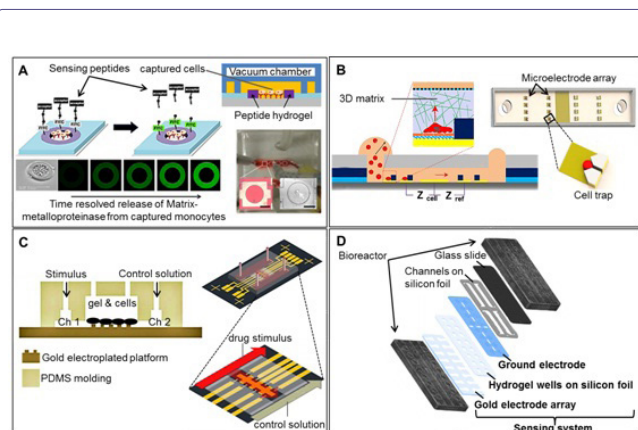 A
Sensing peptides
captured cells
Vacuum chamber
Peptide hydrogel
Time resolved release of Matrix-
metalloproteinase from captured monocytes
B
3D matrix
Microelectrode array
Z cell
Z ref
Cell trap
C
Stimulus
Control solution
gel & cells
Ch 1
Ch 2
Gold electroplated platform
PDMS molding
drug stimulus
control solution
D
Bioreactor
Glass slide
Channels on
silicon foil
Ground electrode
Hydrogel wells on silicon foil
Gold electrode array
Sensing system